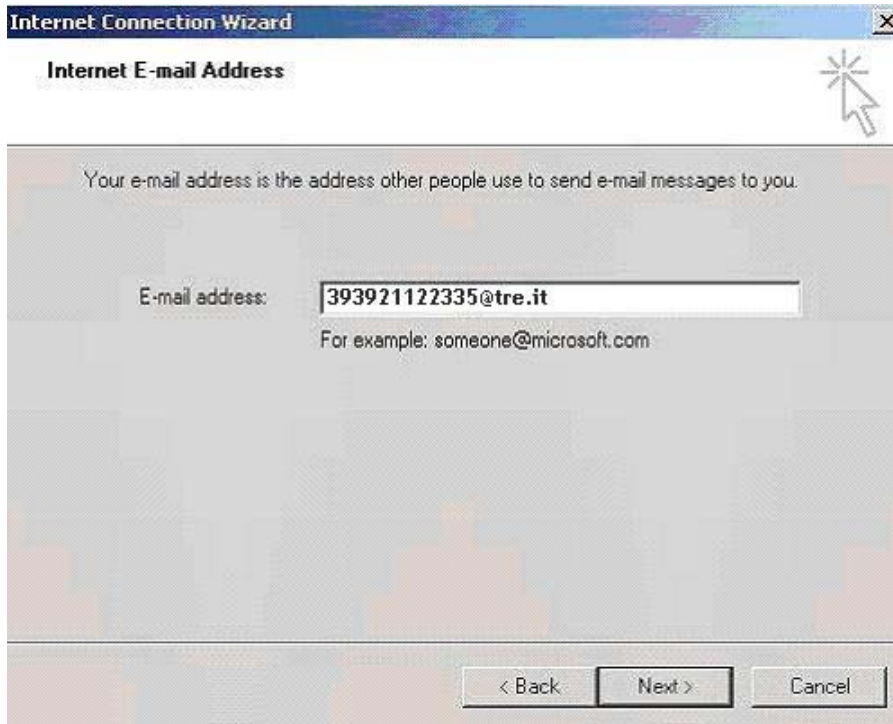 Internet Connection Wizard
Internet E-mail Address
Your e-mail address is the address other people use to send e-mail messages to you.
E-mail address:
393921122335@tre.it
For example: someone@microsoft.com
< Back
Next >
Cancel